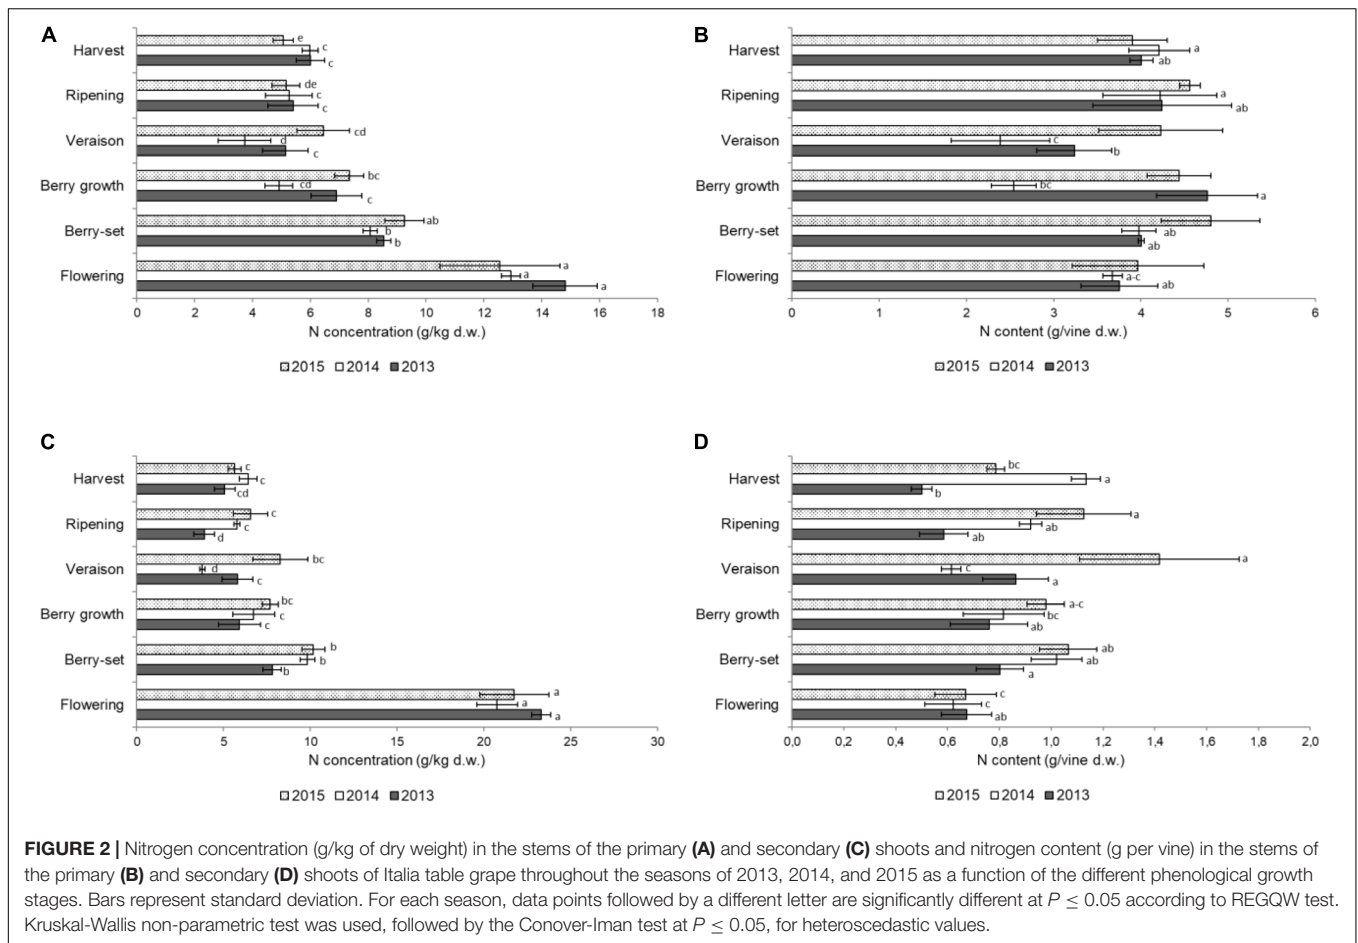 A
Harvest
e
c
c
Ripening
de
c
c
Veraison
cd
d
c
Berry growth
bc
cd
c
Berry-set
ab
b
b
Flowering
a
a
a
0 2 4 6 8 10 12 14 16 18
N concentration (g/kg d.w.)
2015 2014 2013
B
Harvest
a
ab
Ripening
a
ab
Veraison
c
b
Berry growth
bc
a
Berry-set
ab
ab
Flowering
a-c
ab
0 1 2 3 4 5 6
N content (g/vine d.w.)
2015 2014 2013
C
Harvest
c
c
cd
Ripening
c
c
d
Veraison
bc
d
c
Berry growth
bc
c
c
Berry-set
b
b
b
Flowering
a
a
a
0 5 10 15 20 25 30
N concentration (g/kg d.w.)
2015 2014 2013
D
Harvest
bc
a
b
Ripening
a
ab
ab
Veraison
a
c
a
Berry growth
a-c
bc
ab
Berry-set
ab
ab
a
Flowering
c
c
ab
0,0 0,2 0,4 0,6 0,8 1,0 1,2 1,4 1,6 1,8 2,0
N content (g/vine d.w.)
2015 2014 2013
FIGURE 2 | Nitrogen concentration (g/kg of dry weight) in the stems of the primary (A) and secondary (C) shoots and nitrogen content (g per vine) in the stems of
the primary (B) and secondary (D) shoots of Italia table grape throughout the seasons of 2013, 2014, and 2015 as a function of the different phenological growth
stages. Bars represent standard deviation. For each season, data points followed by a different letter are significantly different at P ≤ 0.05 according to REGQW test.
Kruskal-Wallis non-parametric test was used, followed by the Conover-Iman test at P ≤ 0.05, for heteroscedastic values.